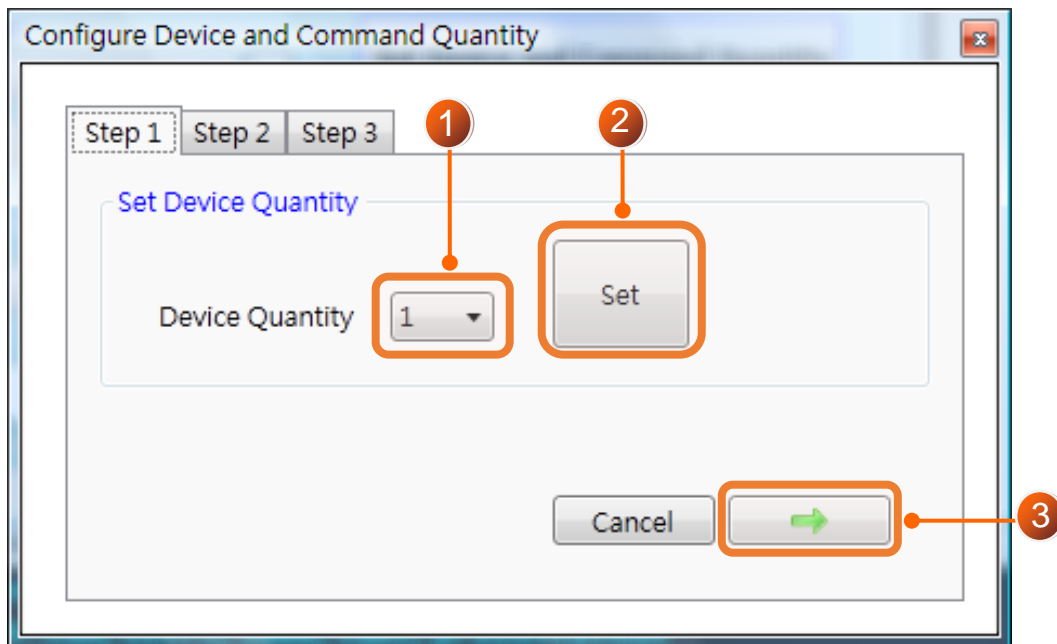 Configure Device and Command Quantity
x
Step 1 Step 2 Step 3
1
2
Set Device Quantity
Device Quantity 1
Set
Cancel
3